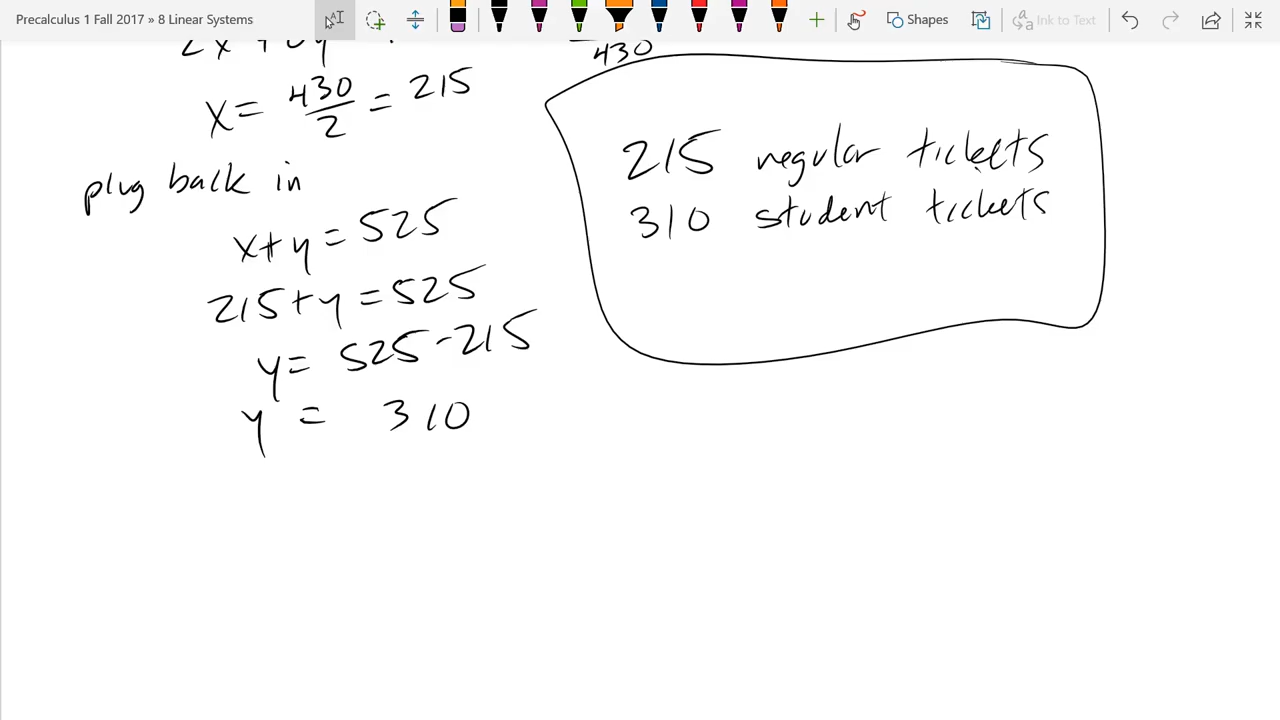 Precalculus 1 Fall 2017 » 8 Linear Systems
Shapes
Ink to Text
430
x = 430/2 = 215
plug back in
x+y = 525
215+y = 525
y = 525-215
y = 310
215 regular tickets
310 student tickets